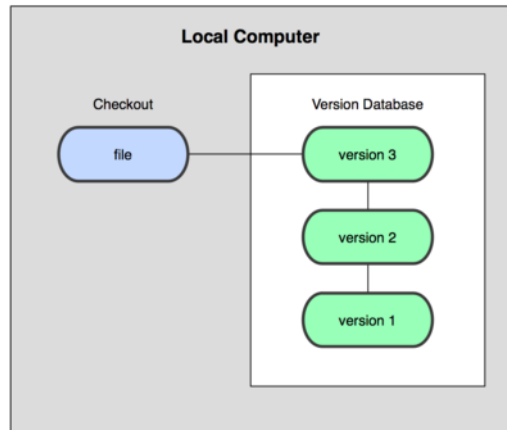 Local Computer
Checkout
Version Database
file
version 3
version 2
version 1